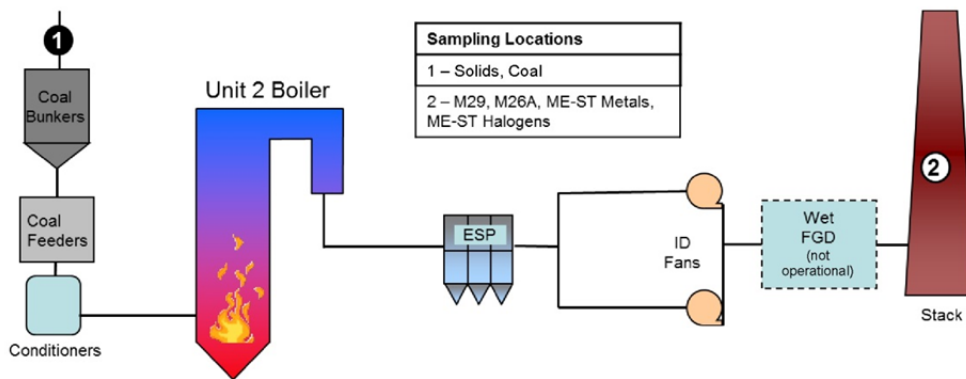 1
Coal
Bunkers
Coal
Feeders
Conditioners
Unit 2 Boiler
Sampling Locations
1 – Solids, Coal
2 – M29, M26A, ME-ST Metals,
ME-ST Halogens
ESP
ID
Fans
Wet
FGD
(not
operational)
2
Stack